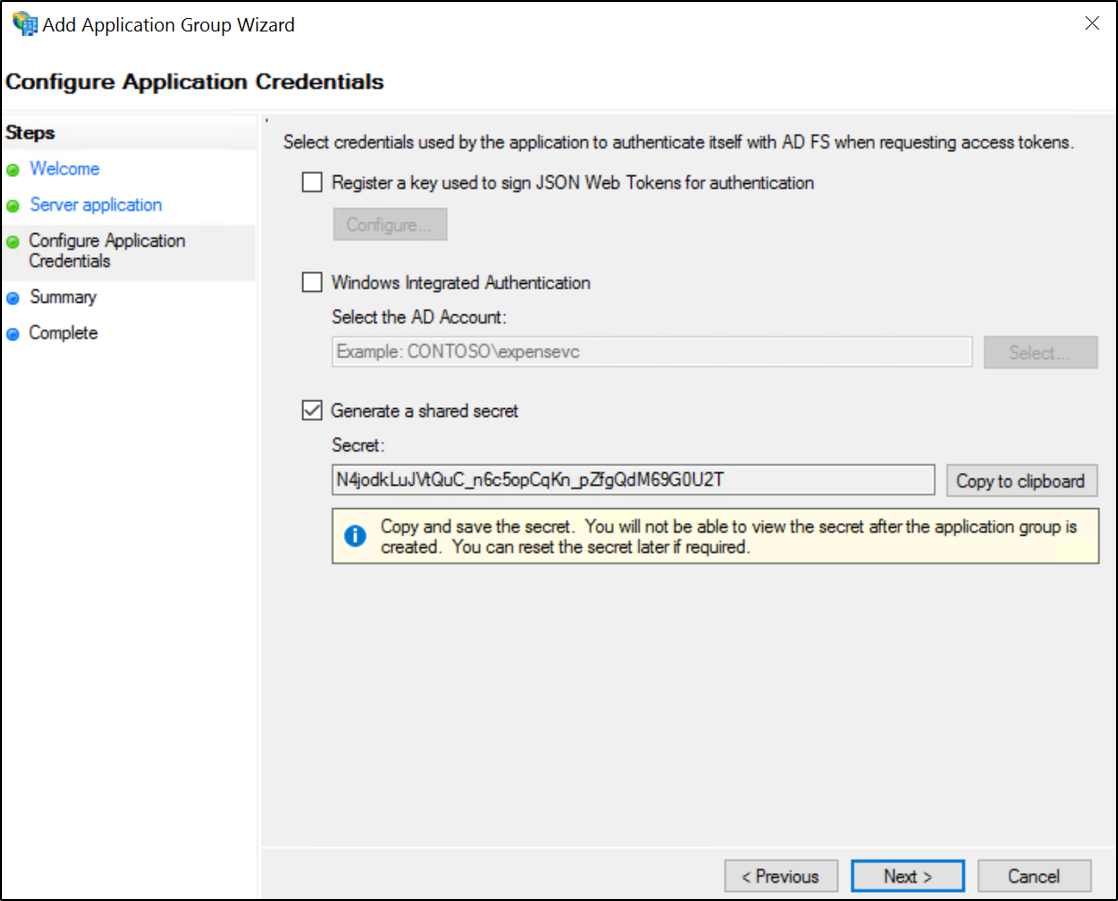 Add Application Group Wizard
Configure Application Credentials
Steps
Welcome
Server application
Configure Application
Credentials
Summary
Complete
Select credentials used by the application to authenticate itself with AD FS when requesting access tokens.
Register a key used to sign JSON Web Tokens for authentication
Configure...
Windows Integrated Authentication
Select the AD Account:
Example: CONTOSO\expensevc
Select...
Generate a shared secret
Secret:
N4jodkLuJVtQuC_n6c5opCqKn_pZfgQdM69G0U2T
Copy to clipboard
Copy and save the secret. You will not be able to view the secret after the application group is
created. You can reset the secret later if required.
< Previous
Next >
Cancel